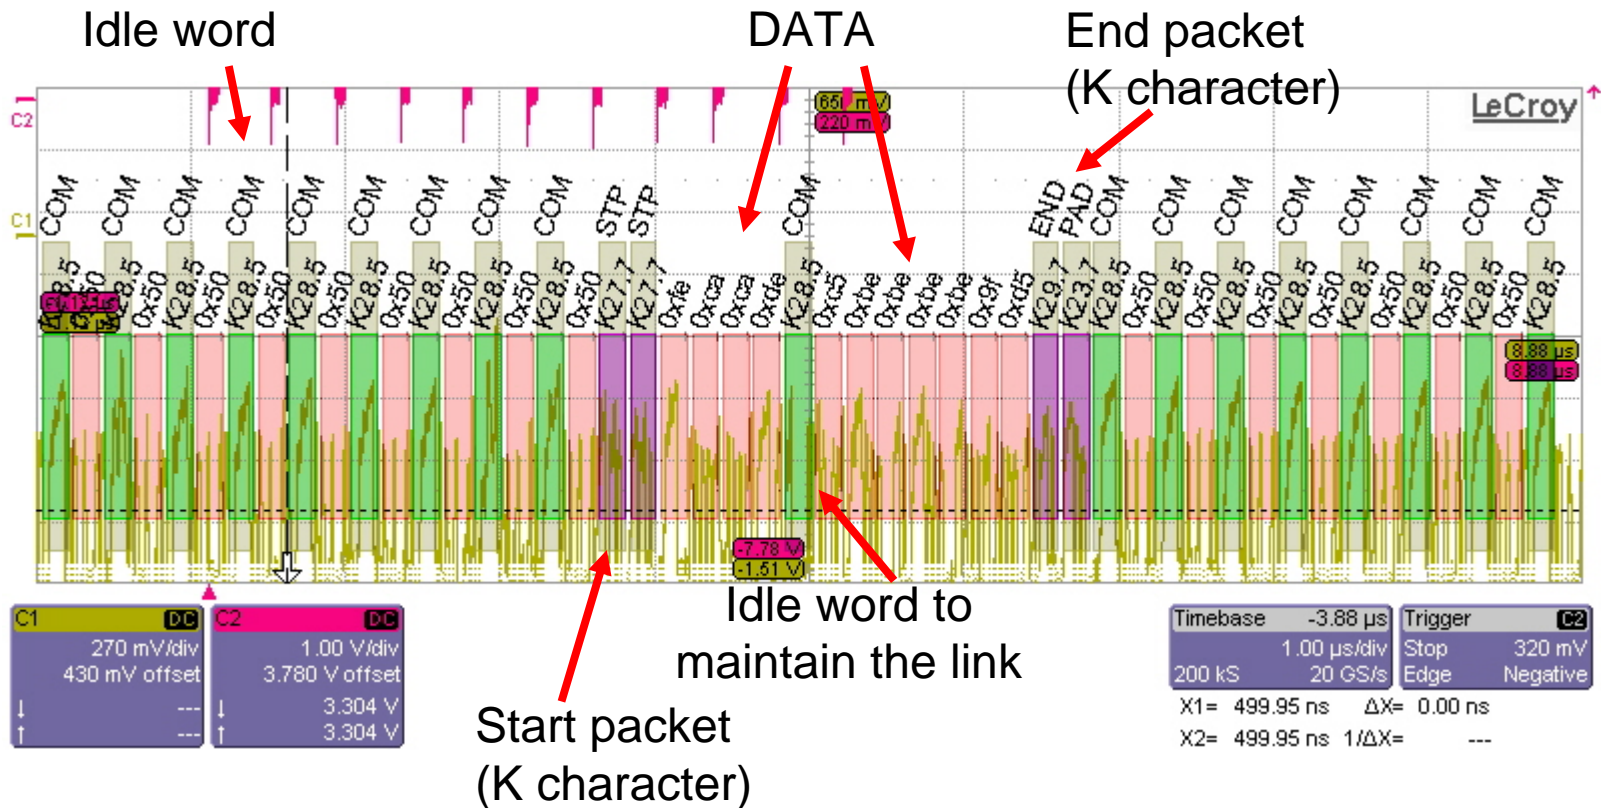 Idle word
DATA
End packet
(K character)
C2
650 mV
220 mV
LeCroy
C1
COM COM COM COM COM COM COM COM COM STP STP COM END PAD COM COM COM COM COM COM COM COM
K28.5 0x50 K28.5 0x50 K28.5 0x50 K28.5 0x50 K28.5 0x50 K28.5 0x50 K28.5 0x50 K28.5 K27.7 K27.7 0xfe 0xca 0xca 0xde K28.5 0xc5 0xbe 0xbe 0xbe 0xbe 0x9f 0xd5 K29.7 K23.7 K28.5 0x50 K28.5 0x50 K28.5 0x50 K28.5 0x50 K28.5 0x50 K28.5 0x50 K28.5 0x50 K28.5
8.88 µs
8.88 µs
-7.78 V
-1.51 V
Idle word to
maintain the link
Start packet
(K character)
C1 DC
270 mV/div
430 mV offset
---
---
C2 DC
1.00 V/div
3.780 V offset
3.304 V
3.304 V
Timebase -3.88 µs
1.00 µs/div
200 kS 20 GS/s
Trigger C2
Stop 320 mV
Edge Negative
X1= 499.95 ns ΔX= 0.00 ns
X2= 499.95 ns 1/ΔX= ---